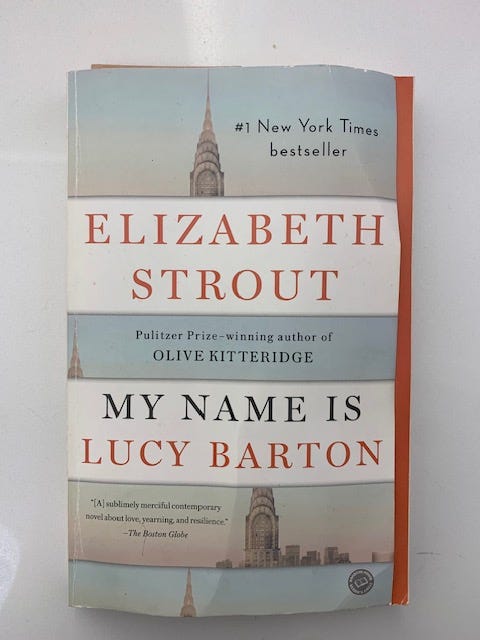 #1 New York Times
bestseller
ELIZABETH
STROUT
Pulitzer Prize–winning author of
OLIVE KITTERIDGE
MY NAME IS
LUCY BARTON
“[A] sublimely merciful contemporary
novel about love, yearning, and resilience.”
—The Boston Globe